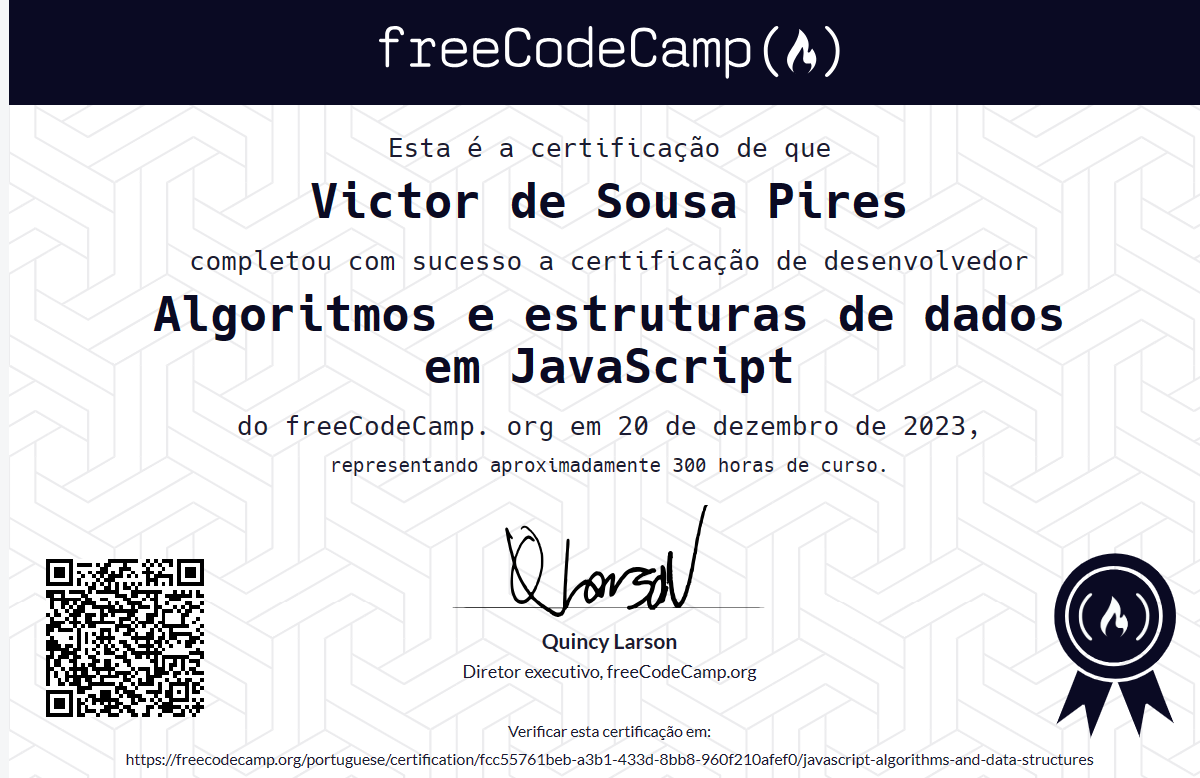 freeCodeCamp
Esta é a certificação de que
Victor de Sousa Pires
completou com sucesso a certificação de desenvolvedor
Algoritmos e estruturas de dados
em JavaScript
do freeCodeCamp. org em 20 de dezembro de 2023,
representando aproximadamente 300 horas de curso.
Quincy Larson
Diretor executivo, freeCodeCamp.org
Verificar esta certificação em:
https://freecodecamp.org/portuguese/certification/fcc55761beb-a3b1-433d-8bb8-960f210afef0/javascript-algorithms-and-data-structures